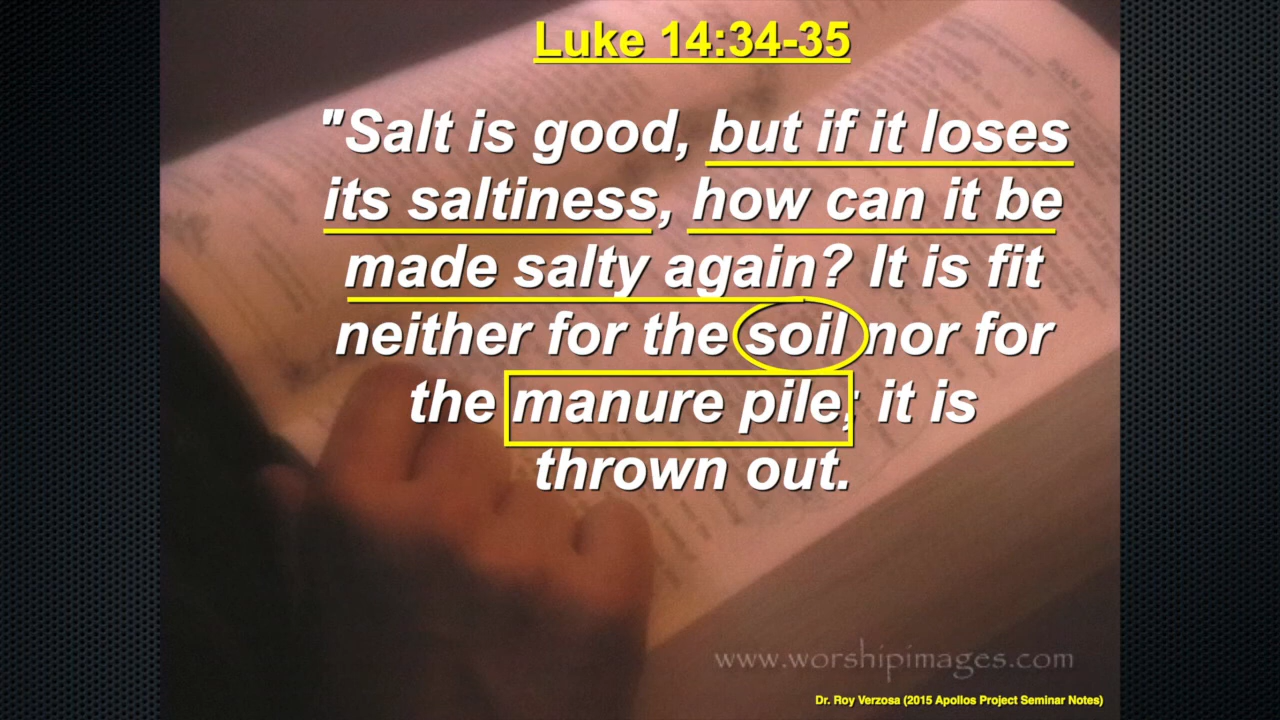 Luke 14:34-35
"Salt is good, but if it loses
its saltiness, how can it be
made salty again? It is fit
neither for the soil nor for
the manure pile; it is
thrown out.
www.worshipimages.com
Dr. Roy Verzosa (2015 Apollos Project Seminar Notes)